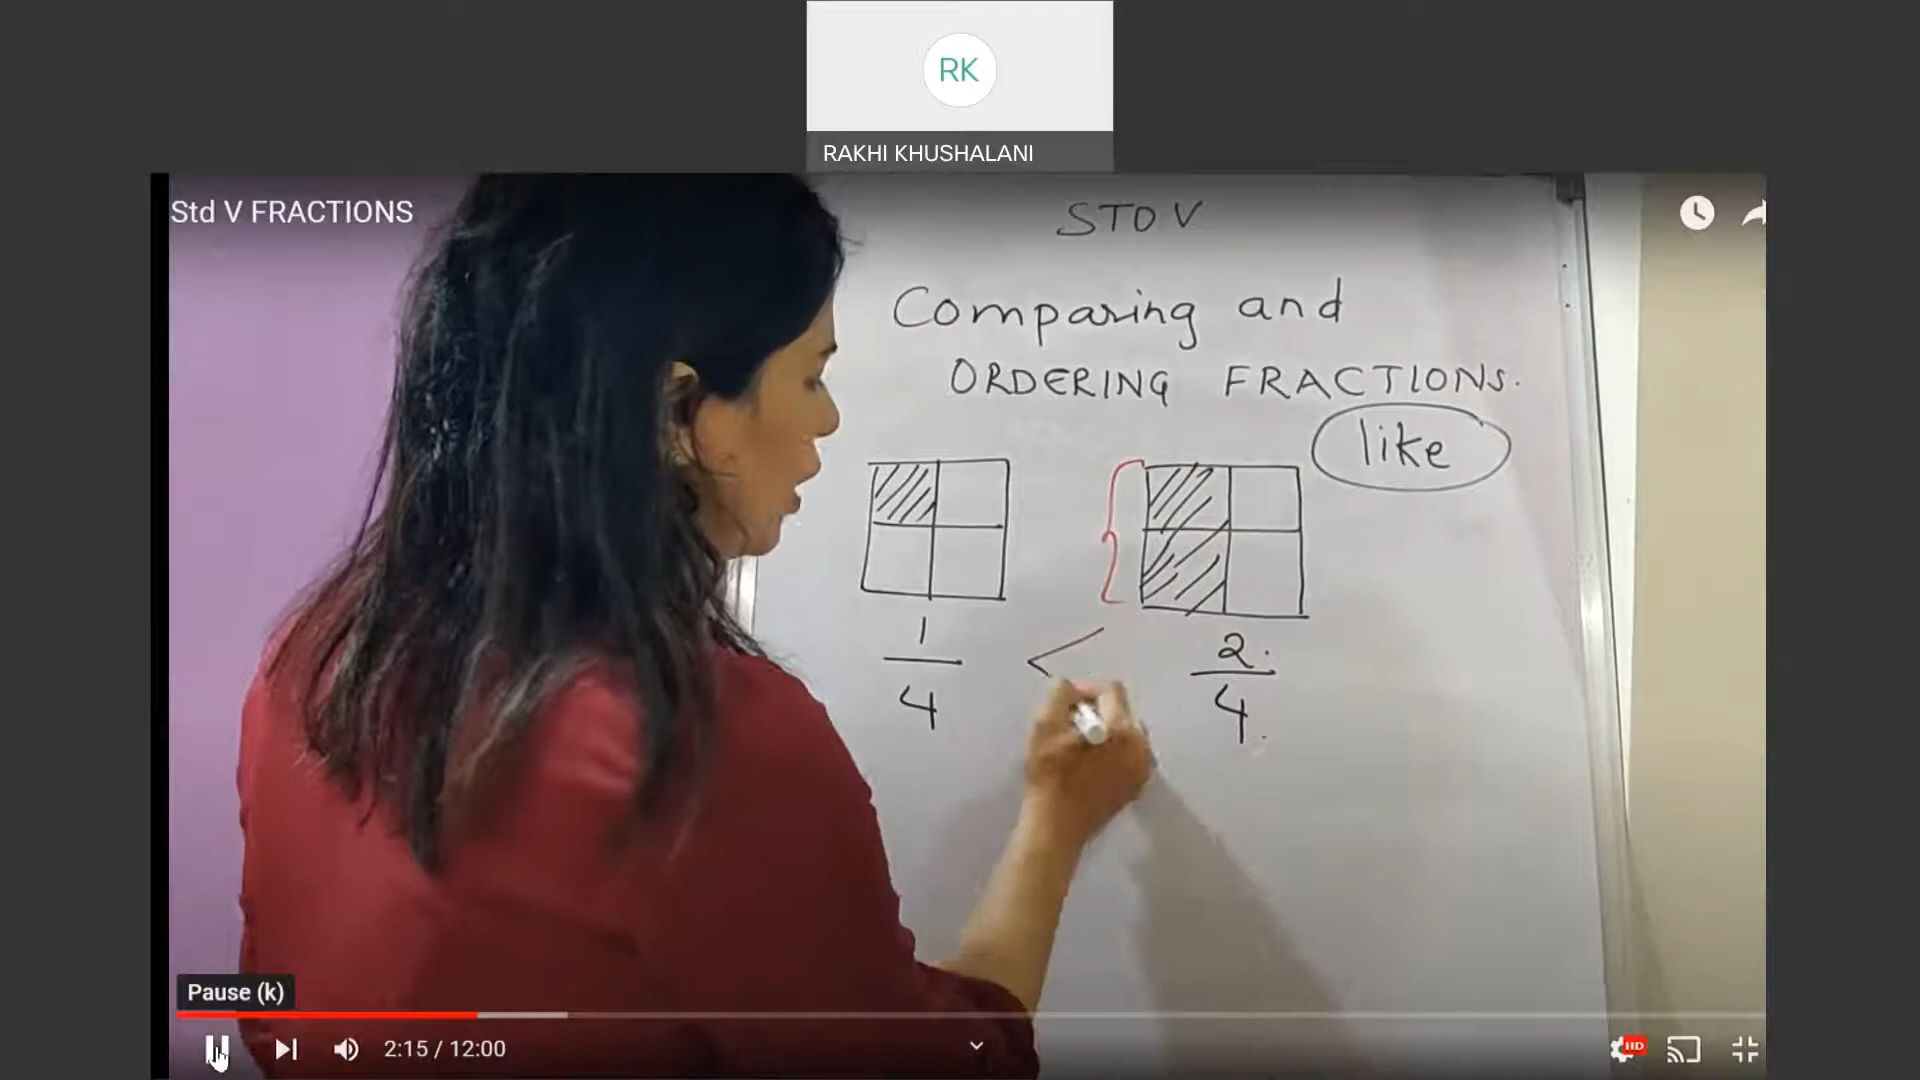 RK
RAKHI KHUSHALANI
Std V FRACTIONS
STD V
Comparing and
ORDERING FRACTIONS.
like
1/4 < 2/4
Pause (k)
2:15 / 12:00
HD